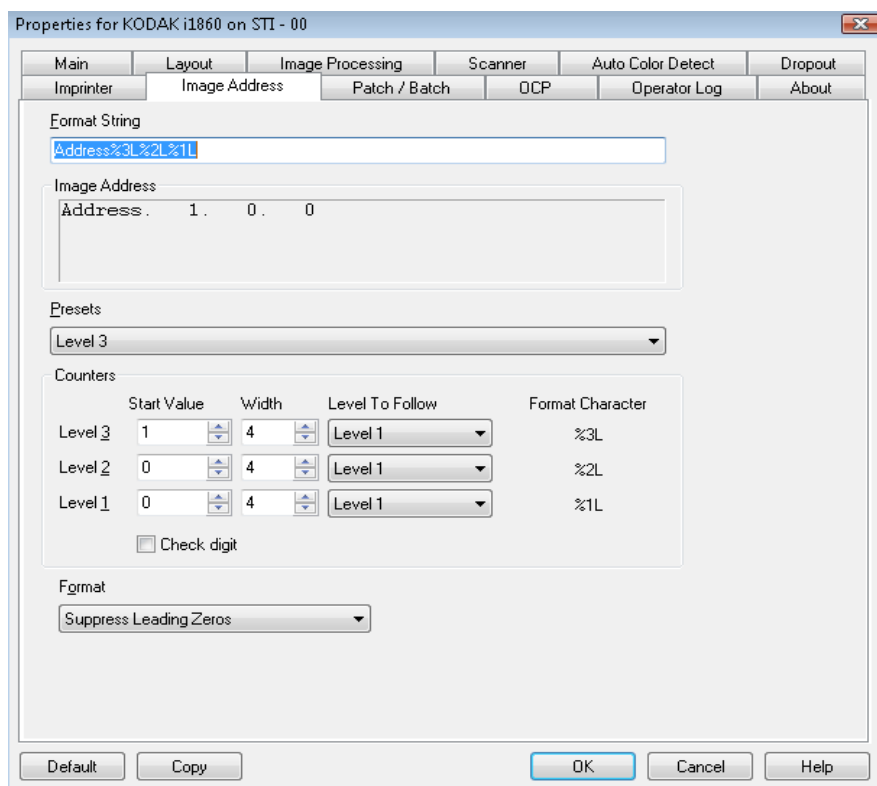 Properties for KODAK i1860 on STI - 00
Main Layout Image Processing Scanner Auto Color Detect Dropout
Imprinter Image Address Patch / Batch OCP Operator Log About
Format String
Address%3L%2L%1L
Image Address
Address. 1. 0. 0
Presets
Level 3
Counters
Start Value Width Level To Follow Format Character
Level 3 1 4 Level 1 %3L
Level 2 0 4 Level 1 %2L
Level 1 0 4 Level 1 %1L
Check digit
Format
Suppress Leading Zeros
Default Copy OK Cancel Help